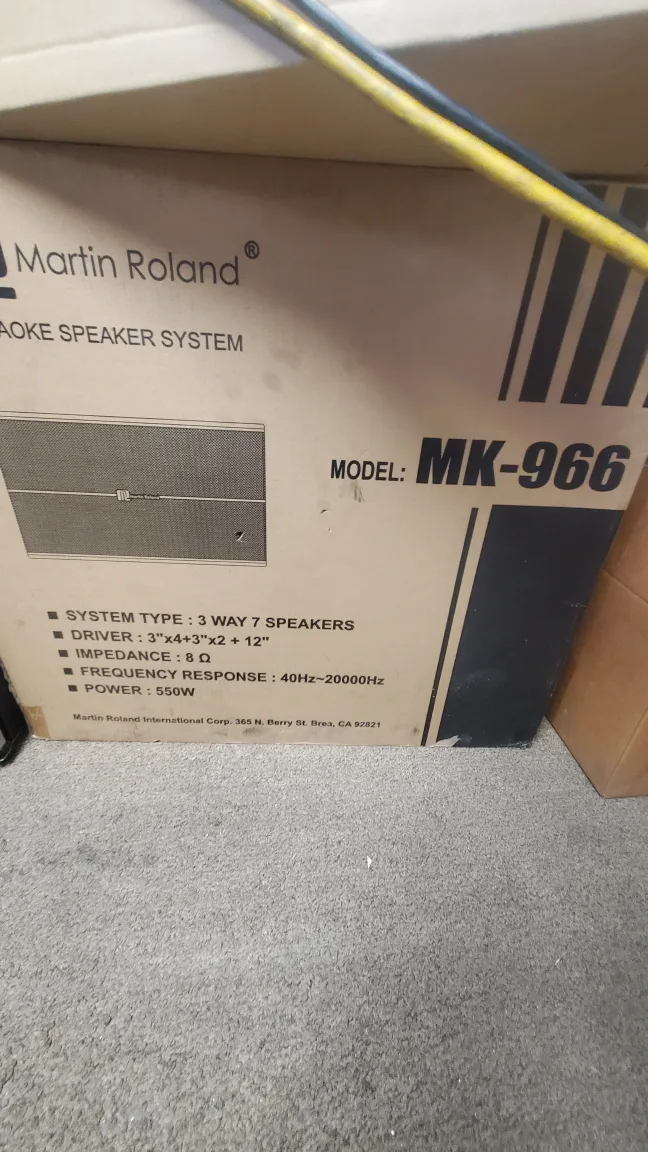 Martin Roland®
AOKE SPEAKER SYSTEM
Martin Roland
MODEL: MK-966
■ SYSTEM TYPE : 3 WAY 7 SPEAKERS
■ DRIVER : 3"x4+3"x2 + 12"
■ IMPEDANCE : 8 Ω
■ FREQUENCY RESPONSE : 40Hz~20000Hz
■ POWER : 550W
Martin Roland International Corp. 365 N. Berry St. Brea, CA 92821